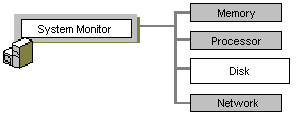 System Monitor
Memory
Processor
Disk
Network